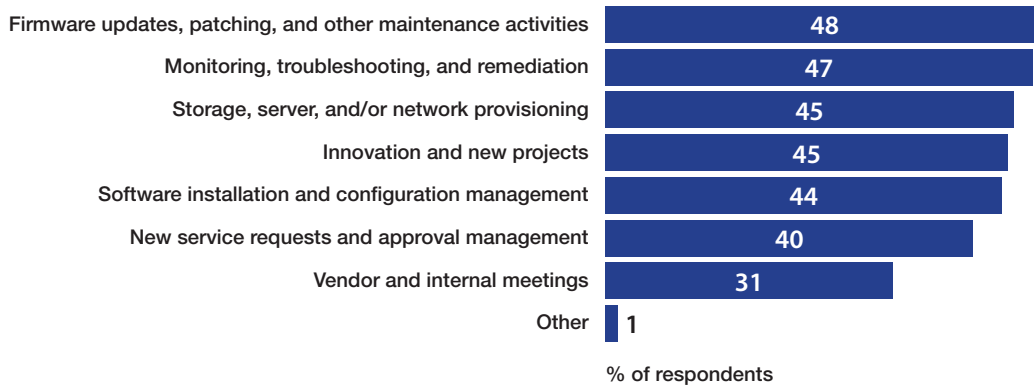 Firmware updates, patching, and other maintenance activities 48
Monitoring, troubleshooting, and remediation 47
Storage, server, and/or network provisioning 45
Innovation and new projects 45
Software installation and configuration management 44
New service requests and approval management 40
Vendor and internal meetings 31
Other 1
% of respondents